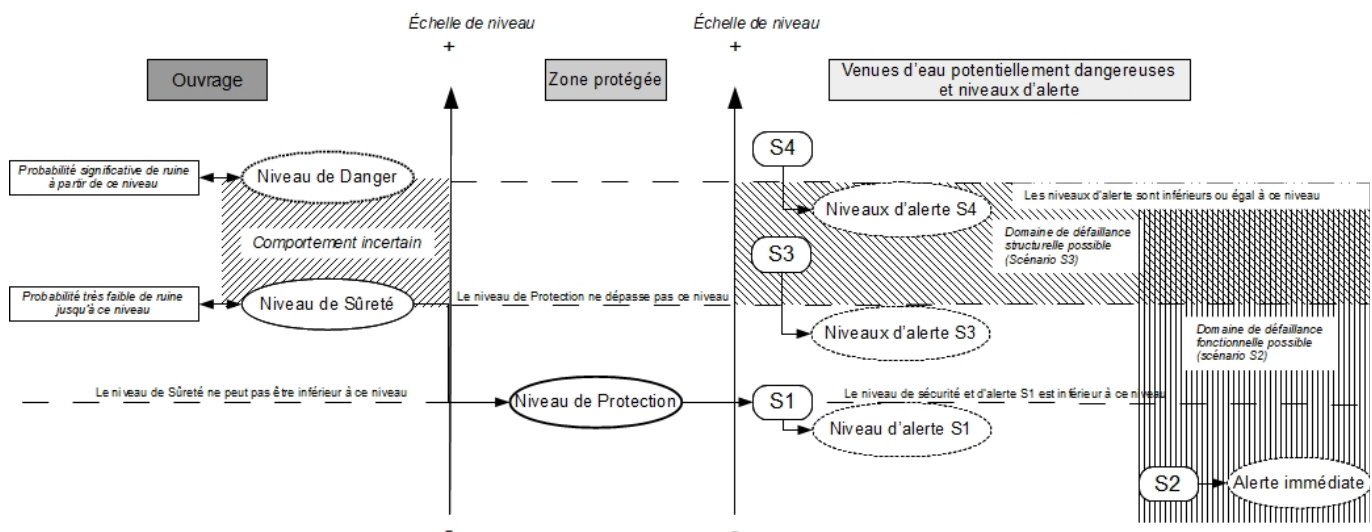 Échelle de niveau
Échelle de niveau
+
+
Ouvrage
Zone protégée
Venues d'eau potentiellement dangereuses
et niveaux d'alerte
Probabilité significative de ruine
à partir de ce niveau
Niveau de Danger
S4
Niveaux d'alerte S4
Les niveaux d'alerte sont inférieurs ou égal à ce niveau
Comportement incertain
Domaine de défaillance
structurelle possible
(Scénario S3)
S3
Probabilité très faible de ruine
jusqu'à ce niveau
Niveau de Sûreté
Le niveau de Protection ne dépasse pas ce niveau
Niveaux d'alerte S3
Domaine de défaillance
fonctionnelle possible
(scénario S2)
Le niveau de Sûreté ne peut pas être inférieur à ce niveau
Niveau de Protection
S1
Le niveau de sécurité et d'alerte S1 est inférieur à ce niveau
Niveau d'alerte S1
S2
Alerte immédiate
-
-